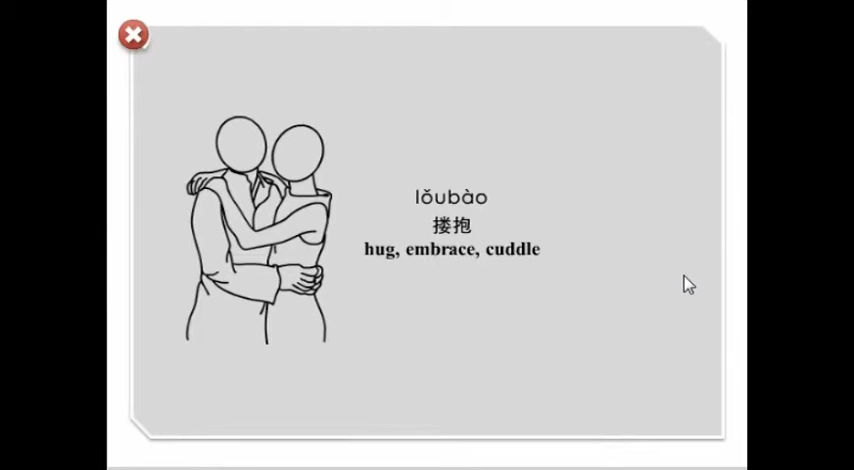 lǒubào
搂抱
hug, embrace, cuddle